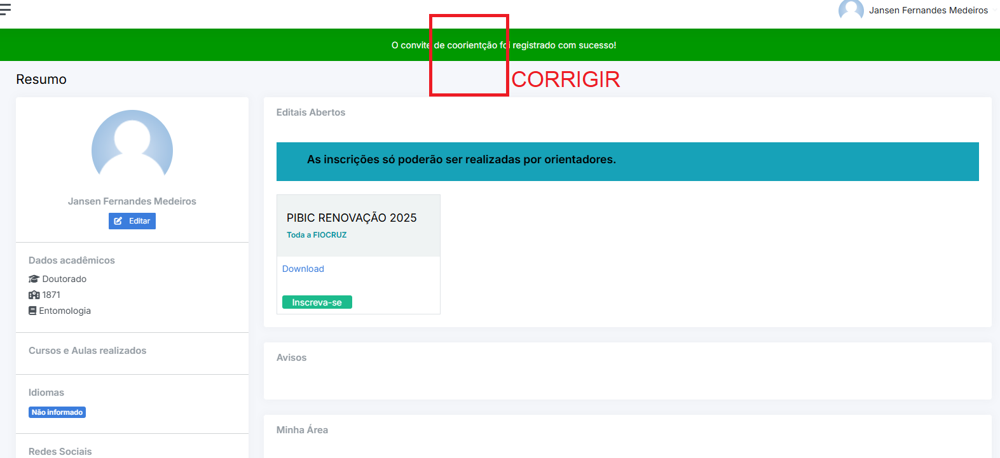 Jansen Fernandes Medeiros
O convite de coorientção foi registrado com sucesso!
CORRIGIR
Resumo
Jansen Fernandes Medeiros
Editar
Dados acadêmicos
Doutorado
1871
Entomologia
Cursos e Aulas realizados
Idiomas
Não informado
Redes Sociais
Editais Abertos
As inscrições só poderão ser realizadas por orientadores.
PIBIC RENOVAÇÃO 2025
Toda a FIOCRUZ
Download
Inscreva-se
Avisos
Minha Área